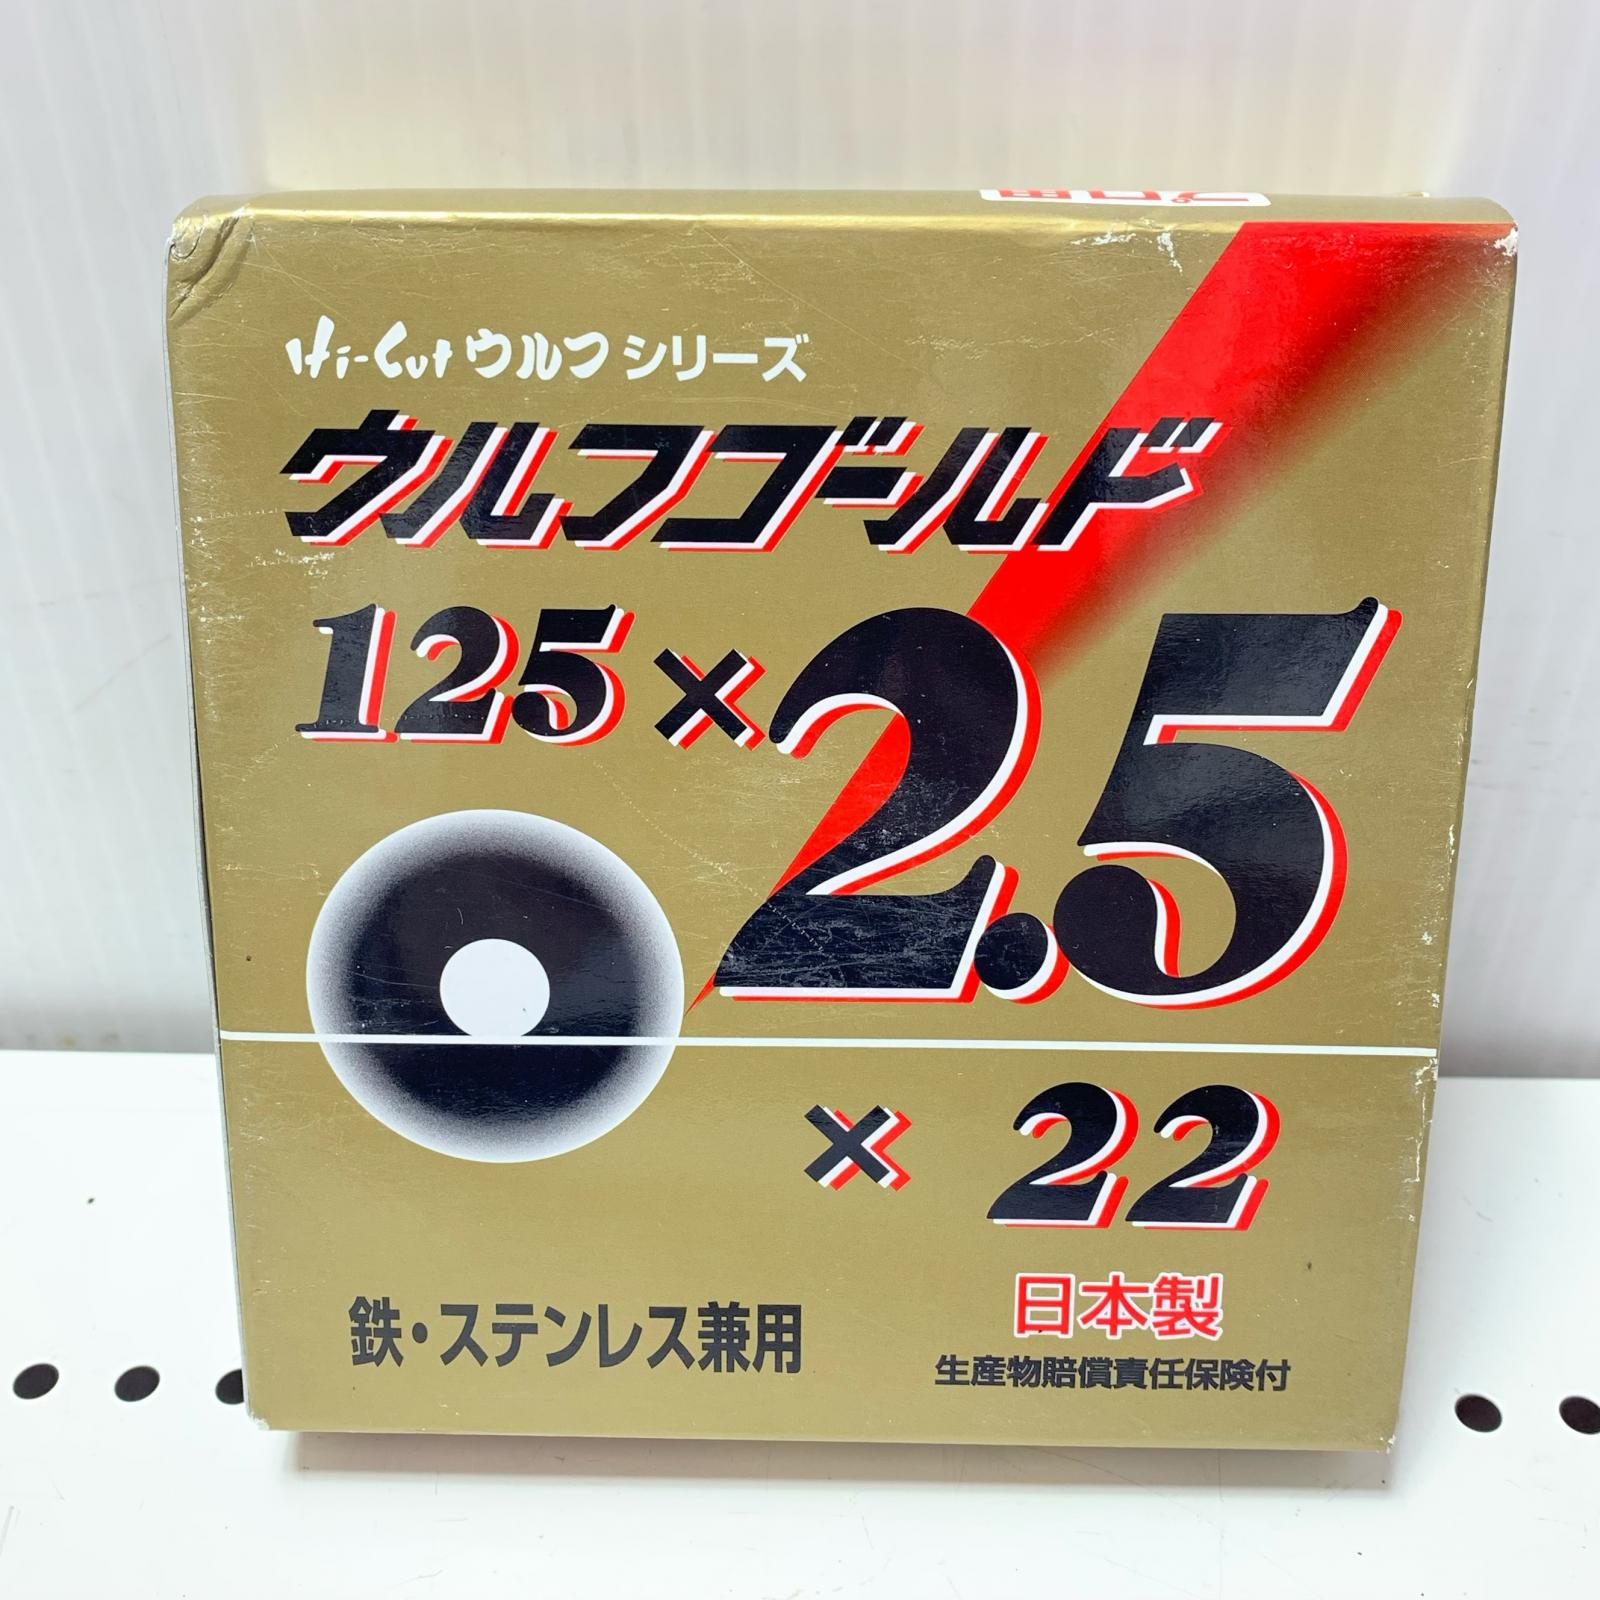 Hi-Cut ウルフ シリーズ
ウルフゴールド
125×2.5
×22
日本製
鉄・ステンレス兼用
生産物賠償責任保険付